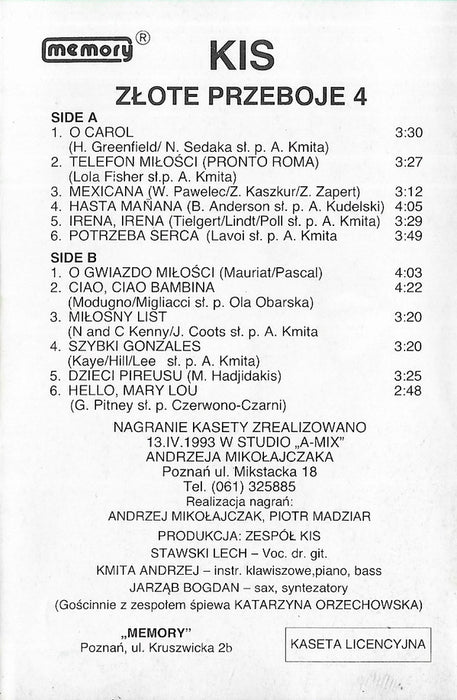 memory ®
KIS
ZŁOTE PRZEBOJE 4
SIDE A
1. O CAROL 3:30
(H. Greenfield/ N. Sedaka sł. p. A. Kmita)
2. TELEFON MIŁOŚCI (PRONTO ROMA) 3:27
(Lola Fisher sł.p. A. Kmita)
3. MEXICANA (W. Pawelec/Z. Kaszkur/Z. Zapert) 3:12
4. HASTA MAÑANA (B. Anderson sł. p. A. Kudelski) 4:05
5. IRENA, IRENA (Tielgert/Lindt/Poll sł. p. A. Kmita) 3:29
6. POTRZEBA SERCA (Lavoi sł. p. A. Kmita 3:49
SIDE B
1. O GWIAZDO MIŁOŚCI (Mauriat/Pascal) 4:03
2. CIAO, CIAO BAMBINA 4:22
(Modugno/Migliacci sł. p. Ola Obarska)
3. MIŁOSNY LIST 3:20
(N and C Kenny/J. Coots sł. p. A. Kmita
4. SZYBKI GONZALES 3:20
(Kaye/Hill/Lee sł. p. A. Kmita)
5. DZIECI PIREUSU (M. Hadjidakis) 3:25
6. HELLO, MARY LOU 2:48
(G. Pitney sł. p. Czerwono-Czarni)
NAGRANIE KASETY ZREALIZOWANO
13.IV.1993 W STUDIO „A-MIX”
ANDRZEJA MIKOŁAJCZAKA
Poznań ul. Mikstacka 18
Tel. (061) 325885
Realizacja nagrań:
ANDRZEJ MIKOŁAJCZAK, PIOTR MADZIAR
PRODUKCJA: ZESPÓŁ KIS
STAWSKI LECH – Voc. dr. git.
KMITA ANDRZEJ – instr. klawiszowe,piano, bass
JARZĄB BOGDAN – sax, syntezatory
(Gościnnie z zespołem śpiewa KATARZYNA ORZECHOWSKA)
„MEMORY”
Poznań, ul. Kruszwicka 2b
KASETA LICENCYJNA